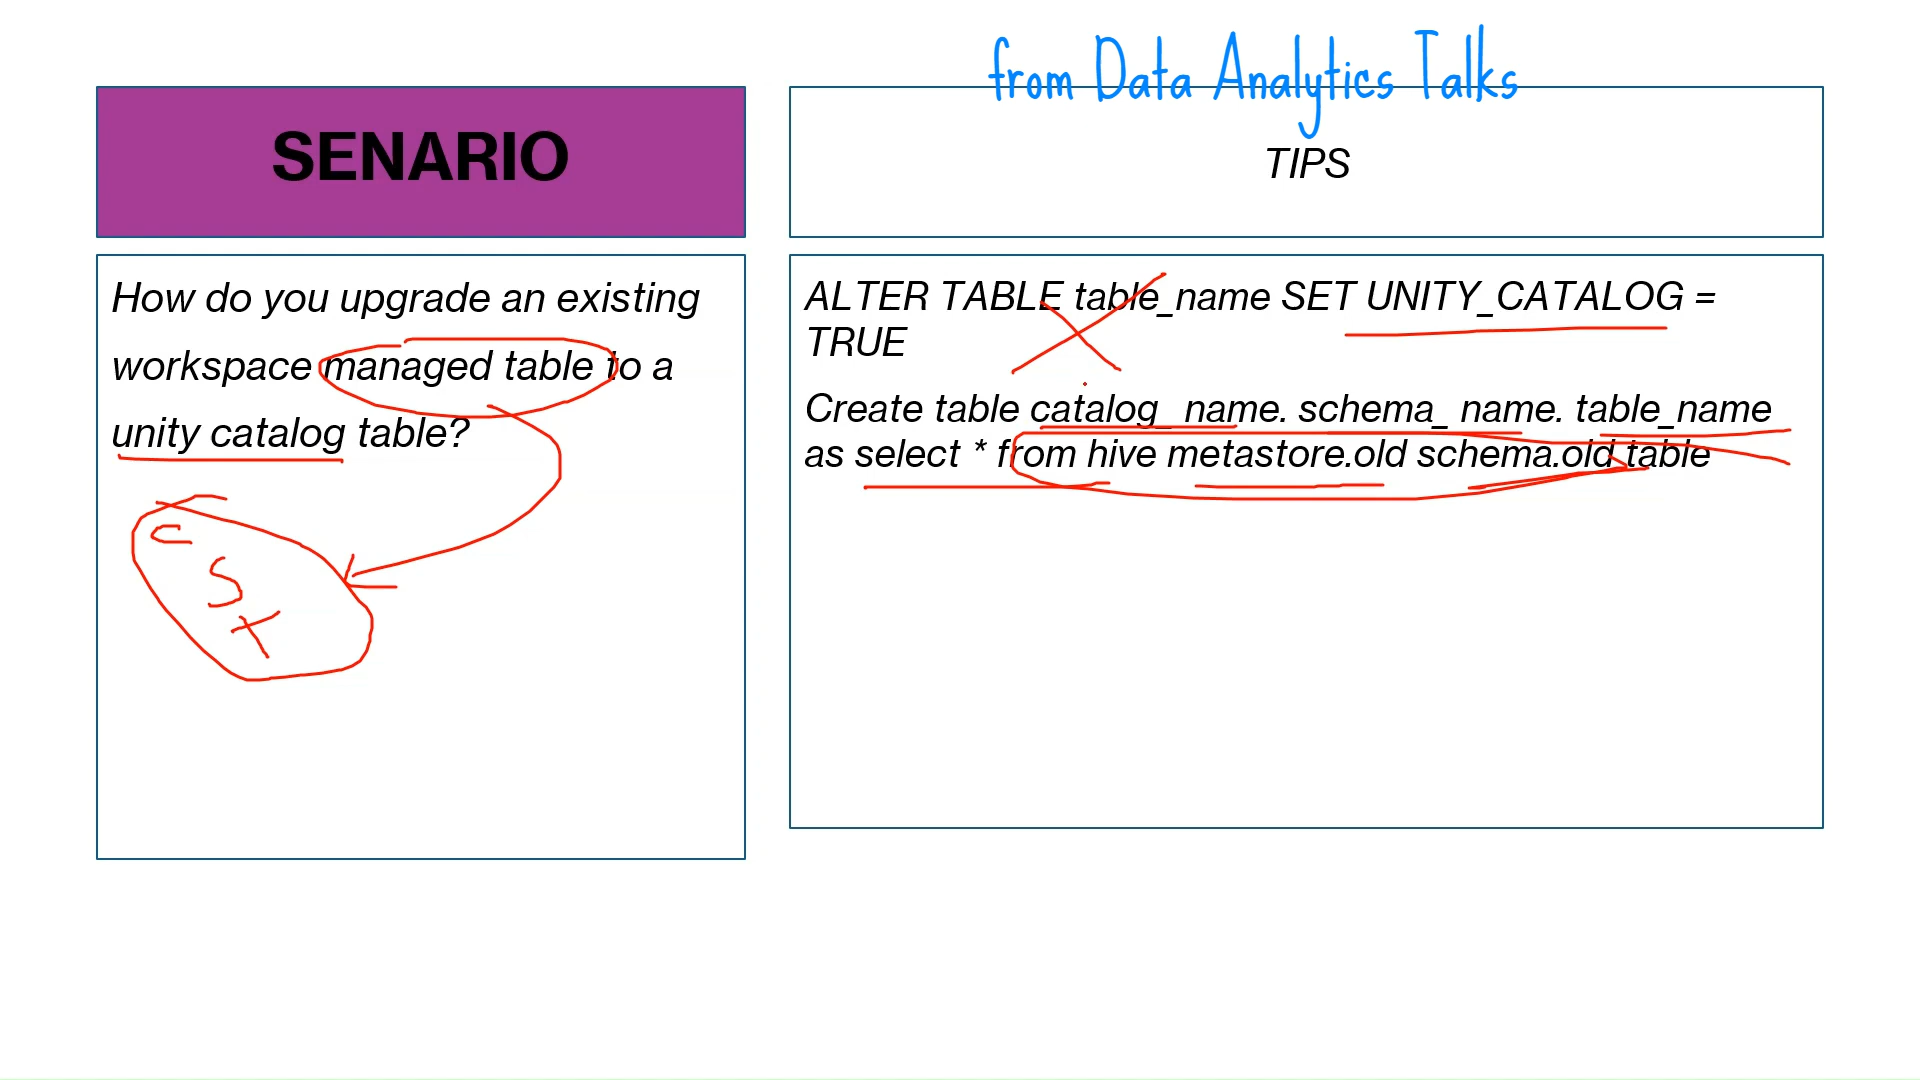 from Data Analytics Talks
SENARIO
TIPS
How do you upgrade an existing
workspace managed table to a
unity catalog table?
C
S
ALTER TABLE table_name SET UNITY_CATALOG =
TRUE
Create table catalog_ name. schema_ name. table_name
as select * from hive metastore.old schema.old table